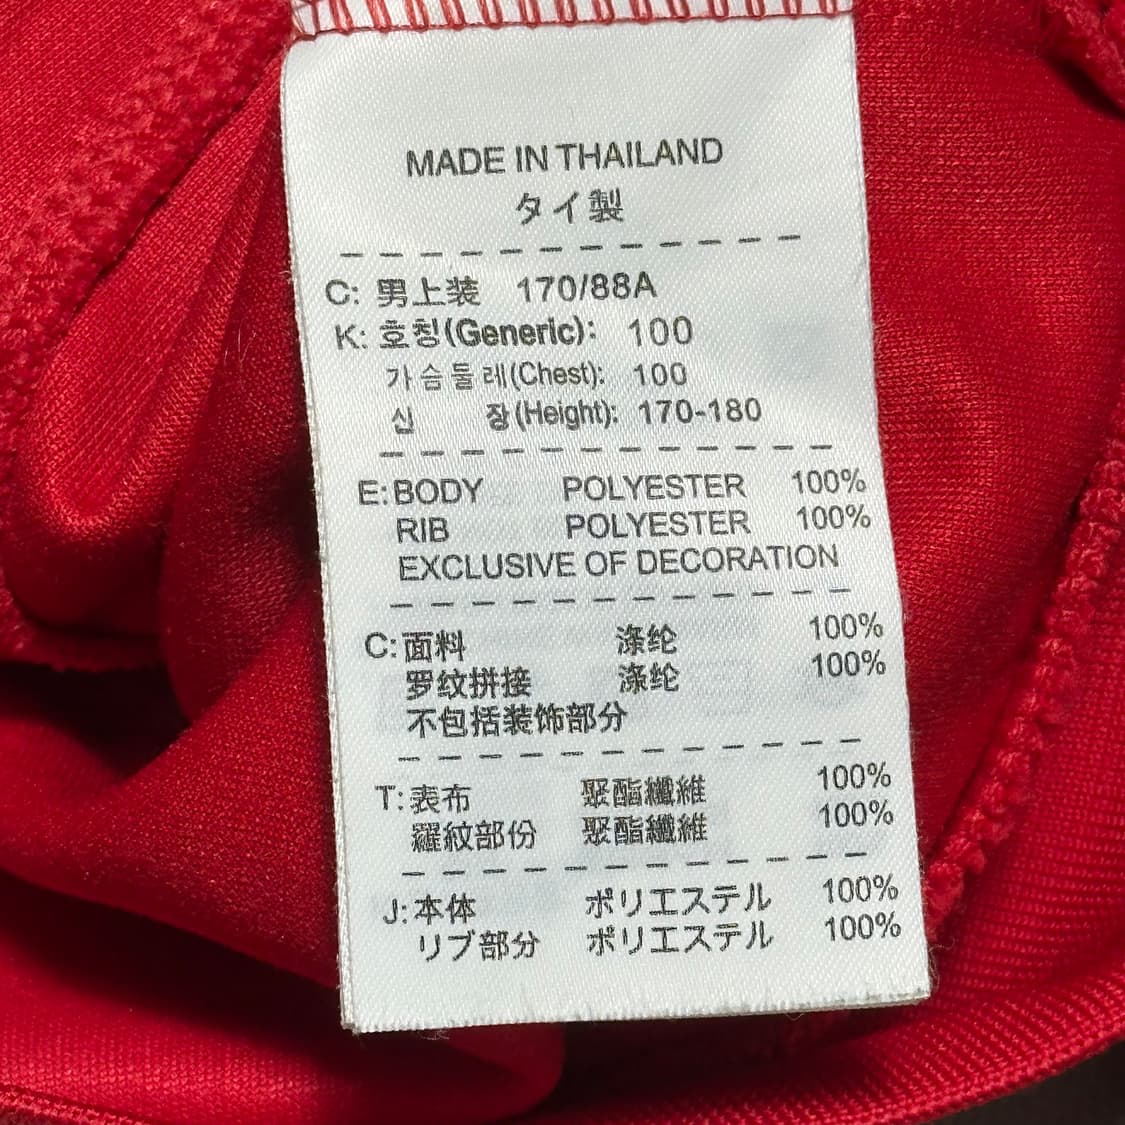 MADE IN THAILAND
タイ製
C: 男上装 170/88A
K: 호칭(Generic): 100
가슴둘레(Chest): 100
신 장(Height): 170-180
E: BODY POLYESTER 100%
RIB POLYESTER 100%
EXCLUSIVE OF DECORATION
C: 面料 涤纶 100%
罗纹拼接 涤纶 100%
不包括装饰部分
T: 表布 聚酯纖維 100%
羅紋部份 聚酯纖維 100%
J: 本体 ポリエステル 100%
リブ部分 ポリエステル 100%